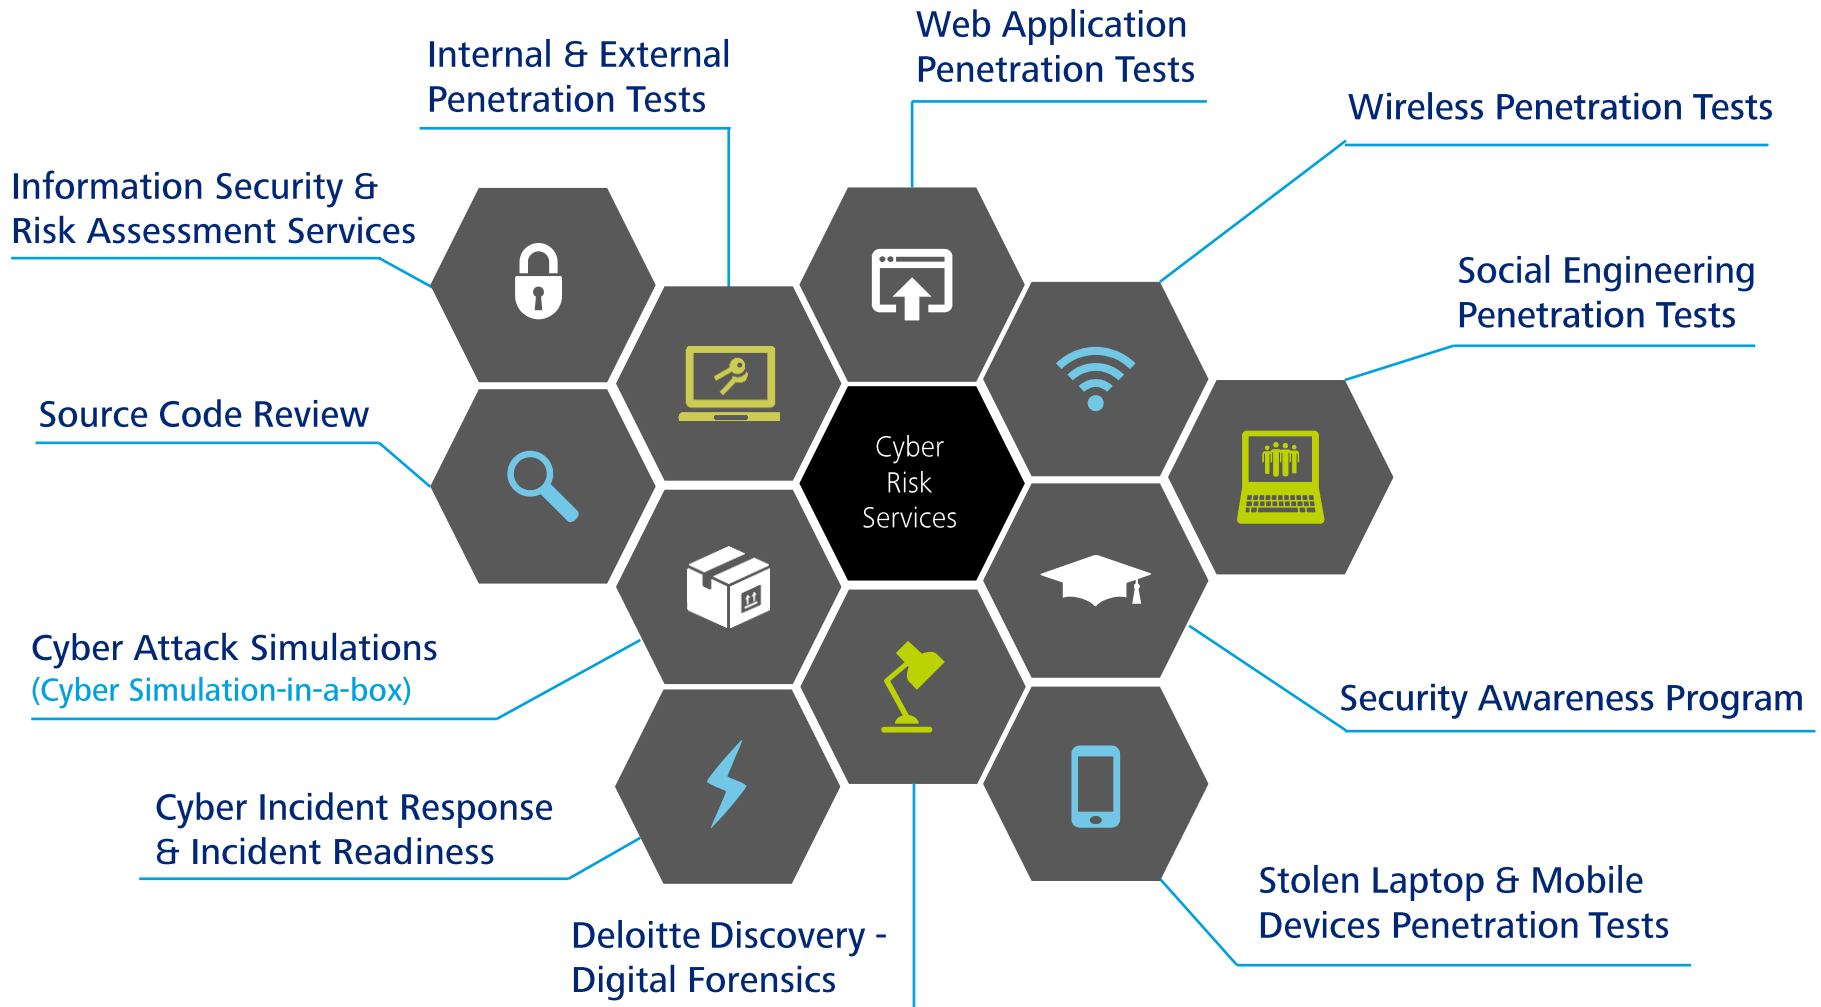 Web Application
Penetration Tests
Internal & External
Penetration Tests
Wireless Penetration Tests
Information Security &
Risk Assessment Services
Social Engineering
Penetration Tests
Source Code Review
Cyber
Risk
Services
Cyber Attack Simulations
(Cyber Simulation-in-a-box)
Security Awareness Program
Cyber Incident Response
& Incident Readiness
Stolen Laptop & Mobile
Devices Penetration Tests
Deloitte Discovery -
Digital Forensics